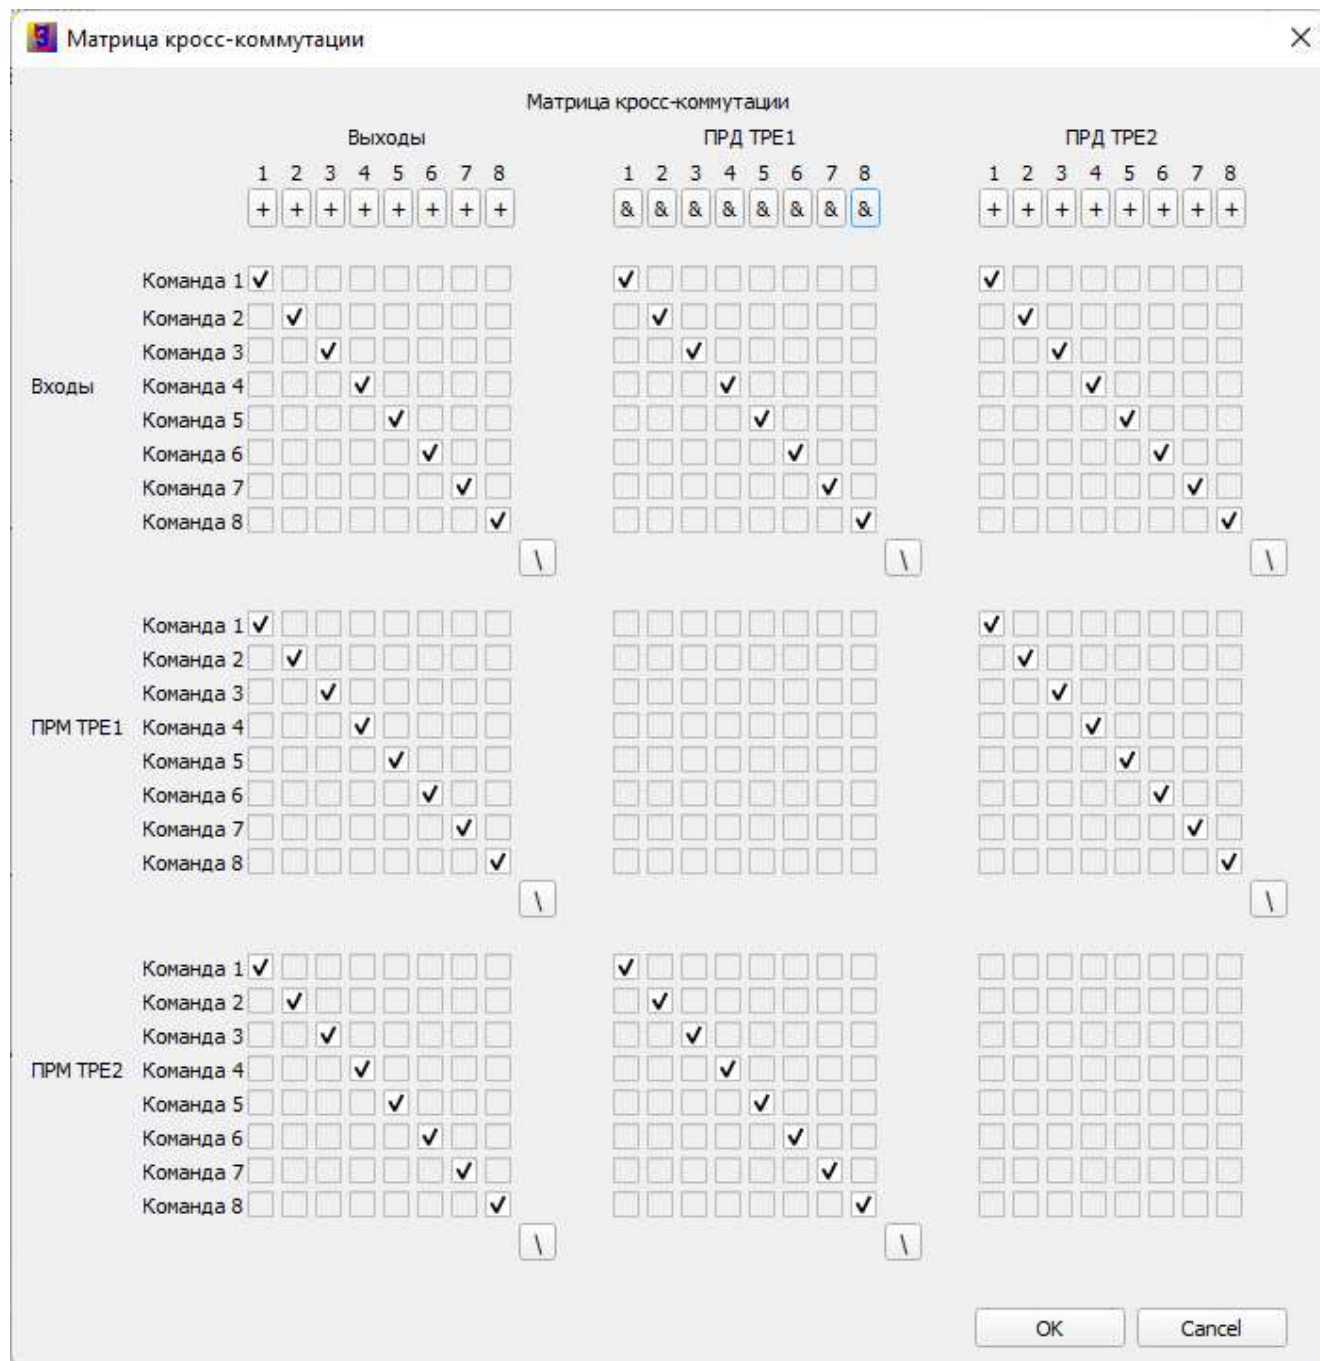 Матрица кросс-коммутации
Матрица кросс-коммутации
Выходы ПРД TPE1 ПРД TPE2
1 2 3 4 5 6 7 8 1 2 3 4 5 6 7 8 1 2 3 4 5 6 7 8
+ + + + + + + + & & & & & & & & + + + + + + + +
Команда 1
Команда 2
Команда 3
Входы Команда 4
Команда 5
Команда 6
Команда 7
Команда 8
\ \ \
Команда 1
Команда 2
Команда 3
ПРМ TPE1 Команда 4
Команда 5
Команда 6
Команда 7
Команда 8
\ \
Команда 1
Команда 2
Команда 3
ПРМ TPE2 Команда 4
Команда 5
Команда 6
Команда 7
Команда 8
\ \
OK Cancel